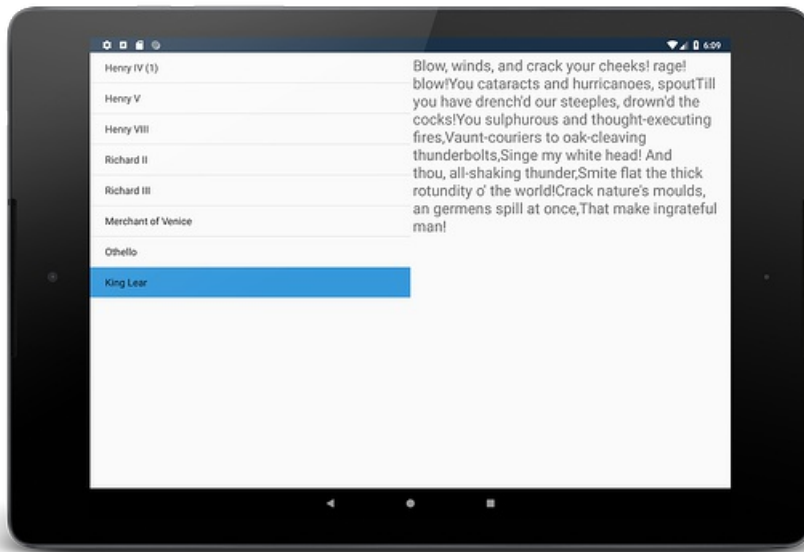 6:09
Henry IV (1)
Henry V
Henry VIII
Richard II
Richard III
Merchant of Venice
Othello
King Lear
Blow, winds, and crack your cheeks! rage!
blow!You cataracts and hurricanoes, spoutTill
you have drench'd our steeples, drown'd the
cocks!You sulphurous and thought-executing
fires,Vaunt-couriers to oak-cleaving
thunderbolts,Singe my white head! And
thou, all-shaking thunder,Smite flat the thick
rotundity o' the world!Crack nature's moulds,
an germens spill at once,That make ingrateful
man!